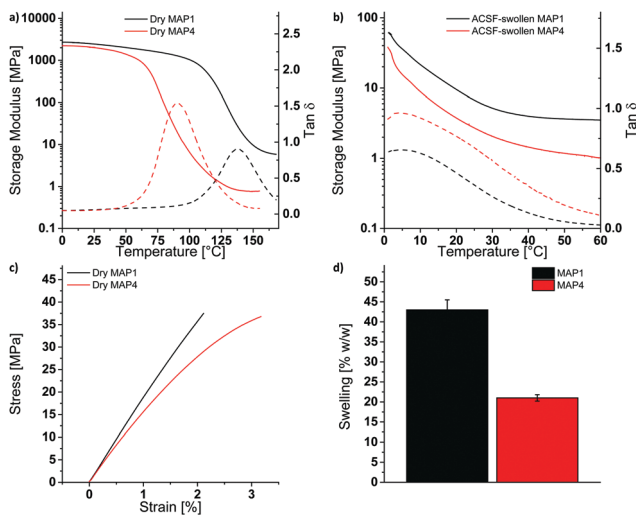 a)
Dry MAP1
Dry MAP4
Storage Modulus [MPa]
10000
1000
100
10
1
0.1
Tan δ
2.5
2.0
1.5
1.0
0.5
0.0
0 25 50 75 100 125 150
Temperature [°C]
b)
ACSF-swollen MAP1
ACSF-swollen MAP4
Storage Modulus [MPa]
100
10
1
0.1
Tan δ
1.5
1.0
0.5
0.0
0 10 20 30 40 50 60
Temperature [°C]
c)
Dry MAP1
Dry MAP4
Stress [MPa]
45
40
35
30
25
20
15
10
5
0
0 1 2 3
Strain [%]
d)
MAP1
MAP4
Swelling [% w/w]
50
45
40
35
30
25
20
15
10
5
0